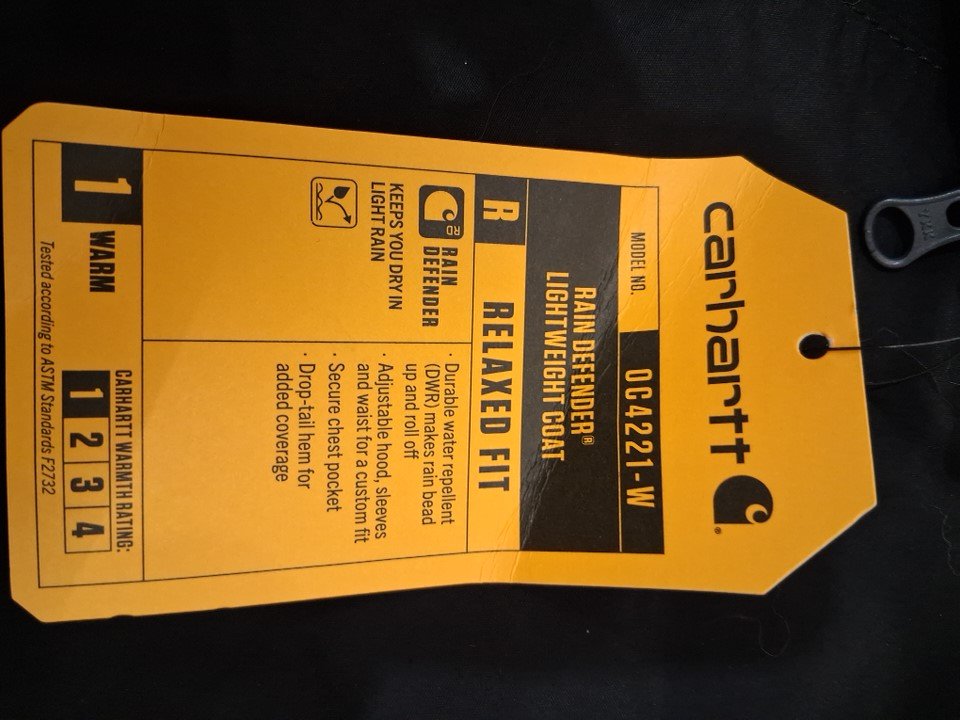 carhartt®
MODEL NO. OC4221-W
RAIN DEFENDER®
LIGHTWEIGHT COAT
R RELAXED FIT
RD RAIN
DEFENDER
KEEPS YOU DRY IN
LIGHT RAIN
· Durable water repellent
(DWR) makes rain bead
up and roll off
· Adjustable hood, sleeves
and waist for a custom fit
· Secure chest pocket
· Drop-tail hem for
added coverage
1 WARM
CARHARTT WARMTH RATING:
1 2 3 4
Tested according to ASTM Standards F2732
YKK